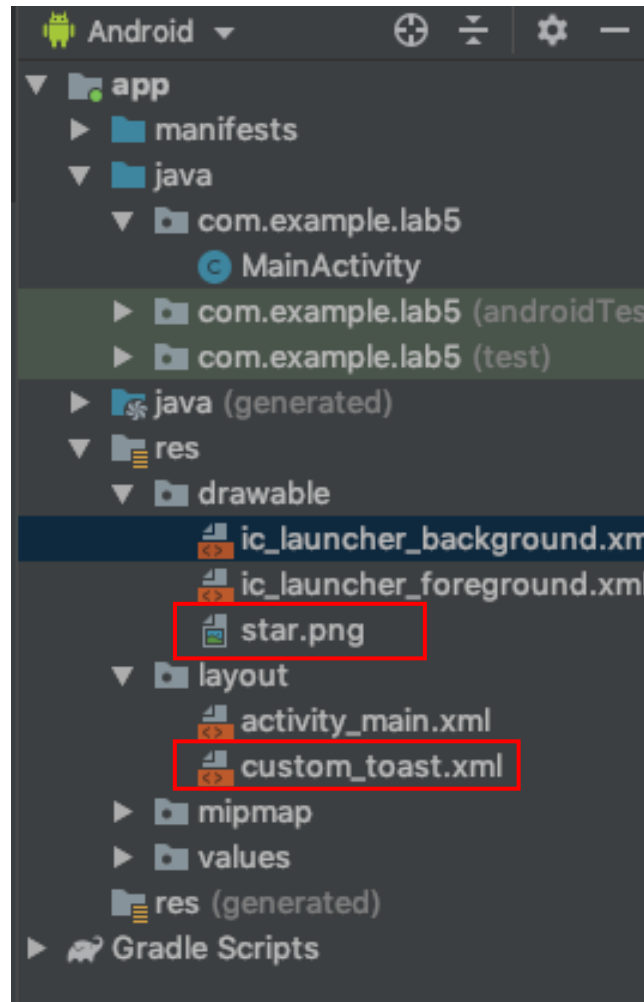 Android
app
manifests
java
com.example.lab5
MainActivity
com.example.lab5 (androidTes
com.example.lab5 (test)
java (generated)
res
drawable
ic_launcher_background.xm
ic_launcher_foreground.xml
star.png
layout
activity_main.xml
custom_toast.xml
mipmap
values
res (generated)
Gradle Scripts